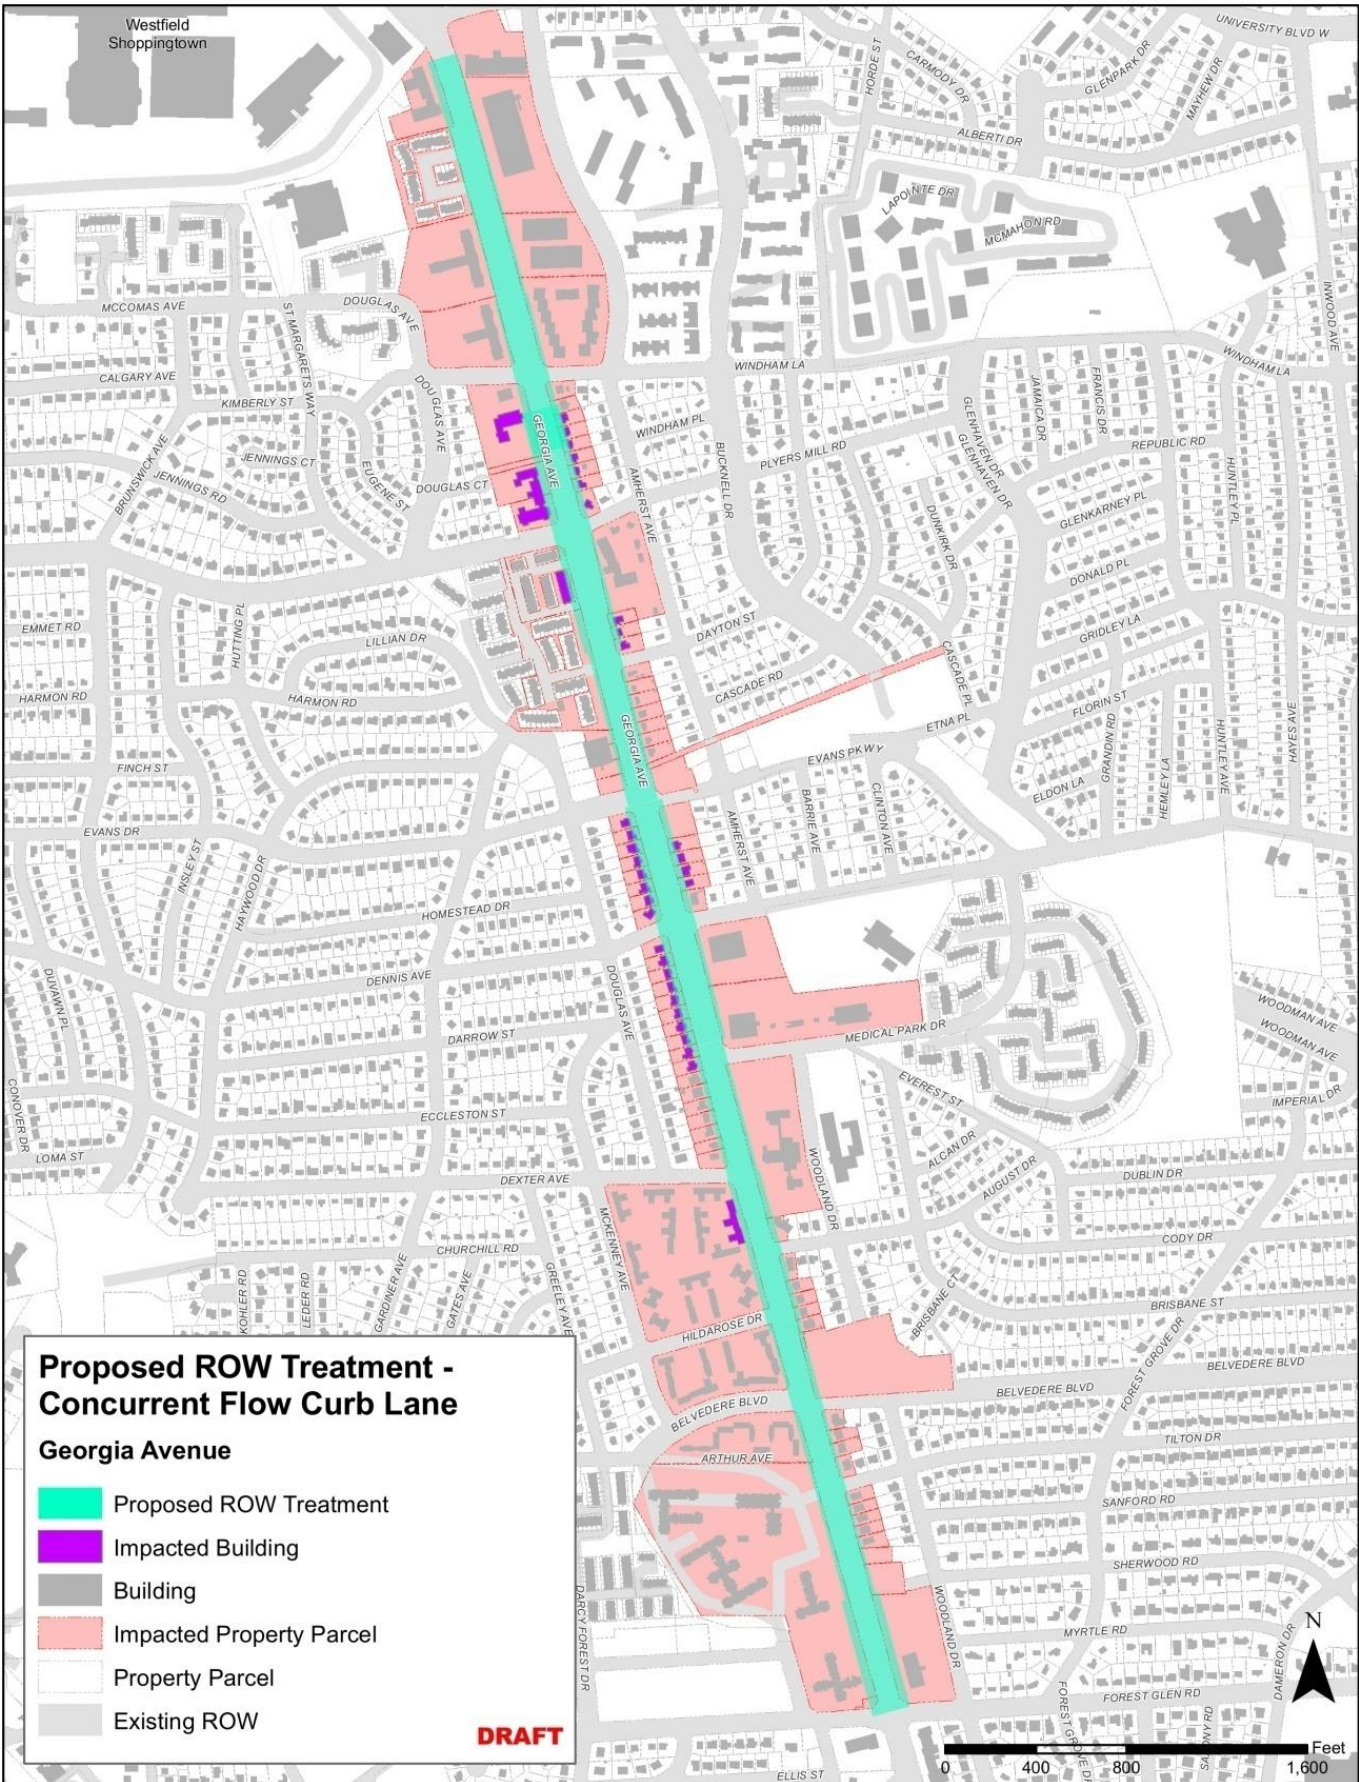 Westfield
Shoppingtown
UNIVERSITY BLVD W
HORDE ST
CARMODY DR
GLENPARK DR
MAYHEW DR
ALBERTI DR
LAPOINTE DR
MCMAHON RD
INWOOD AVE
MCCOMAS AVE
ST MARGARETS WAY
DOUGLAS AVE
WINDHAM LA
WINDHAM LA
CALGARY AVE
KIMBERLY ST
DOUGLAS AVE
JAMAICA DR
FRANCIS DR
GEORGIA AVE
WINDHAM PL
GLENHAVEN DR
GLENHAVEN DR
REPUBLIC RD
BRUNSWICK AVE
JENNINGS CT
PLYERS MILL RD
BUCKNELL DR
HUNTLEY PL
JENNINGS RD
EUGENE ST
DOUGLAS CT
AMHERST AVE
DUNKIRK DR
GLENKARNEY PL
DONALD PL
EMMET RD
HUTTING PL
LILLIAN DR
DAYTON ST
GRIDLEY LA
CASCADE PL
HARMON RD
HARMON RD
CASCADE RD
FLORIN ST
ETNA PL
GEORGIA AVE
HUNTLEY AVE
HAYES AVE
GRANDIN RD
FINCH ST
EVANS PKWY
HEMLEY LA
ELDON LA
EVANS DR
AMHERST AVE
BARRIE AVE
CLINTON AVE
INSLEY ST
HAYWOOD DR
HOMESTEAD DR
DENNIS AVE
DUVAWN PL
DOUGLAS AVE
DARROW ST
WOODMAN AVE
WOODMAN AVE
MEDICAL PARK DR
CONOVER DR
ECCLESTON ST
EVEREST ST
IMPERIAL DR
LOMA ST
ALCAN DR
AUGUST DR
DEXTER AVE
WOODLAND DR
DUBLIN DR
MCKENNEY AVE
CHURCHILL RD
CODY DR
KOHLER RD
LEDER RD
GARDINER AVE
GATES AVE
GREELEY AVE
BRISBANE CT
BRISBANE ST
HILDAROSE DR
FOREST GROVE DR
BELVEDERE BLVD
BELVEDERE BLVD
BELVEDERE BLVD
TILTON DR
ARTHUR AVE
SANFORD RD
SHERWOOD RD
DARCY FOREST DR
WOODLAND DR
MYRTLE RD
DAMERON DR
FOREST GLEN RD
FOREST GROVE DR
ELLIS ST
Proposed ROW Treatment -
Concurrent Flow Curb Lane
Georgia Avenue
Proposed ROW Treatment
Impacted Building
Building
Impacted Property Parcel
Property Parcel
Existing ROW
DRAFT
N
Feet
0 400 800 1,600